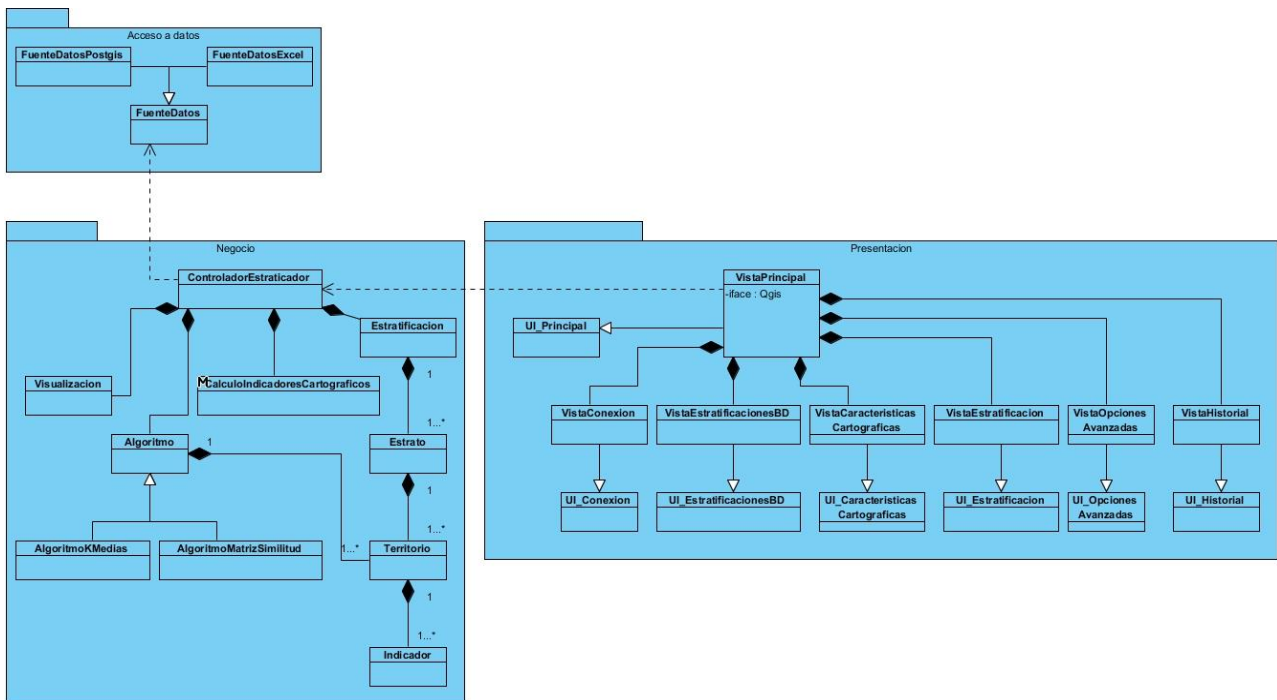 Acceso a datos
FuenteDatosPostgis
FuenteDatosExcel
FuenteDatos
Negocio
ControladorEstraticador
Estratificacion
Visualizacion
M
CalculoIndicadoresCartograficos
1
1...*
Algoritmo
1
Estrato
1
1...*
AlgoritmoKMedias
AlgoritmoMatrizSimilitud
1...*
Territorio
1
1...*
Indicador
Presentacion
VistaPrincipal
-iface : Qgis
UI_Principal
VistaConexion
VistaEstratificacionesBD
VistaCaracteristicas
Cartograficas
VistaEstratificacion
VistaOpciones
Avanzadas
VistaHistorial
UI_Conexion
UI_EstratificacionesBD
UI_Caracteristicas
Cartograficas
UI_Estratificacion
UI_Opciones
Avanzadas
UI_Historial